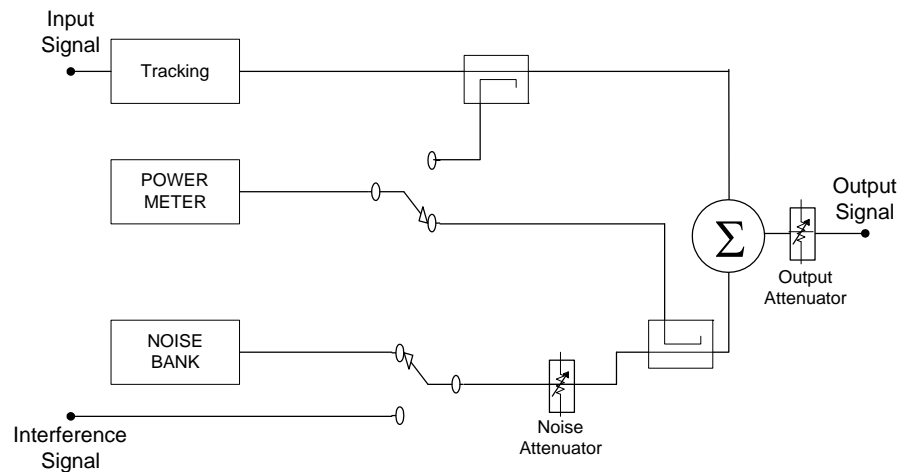 Input
Signal
Tracking
POWER
METER
Output
Signal
Σ
Output
Attenuator
NOISE
BANK
Noise
Attenuator
Interference
Signal